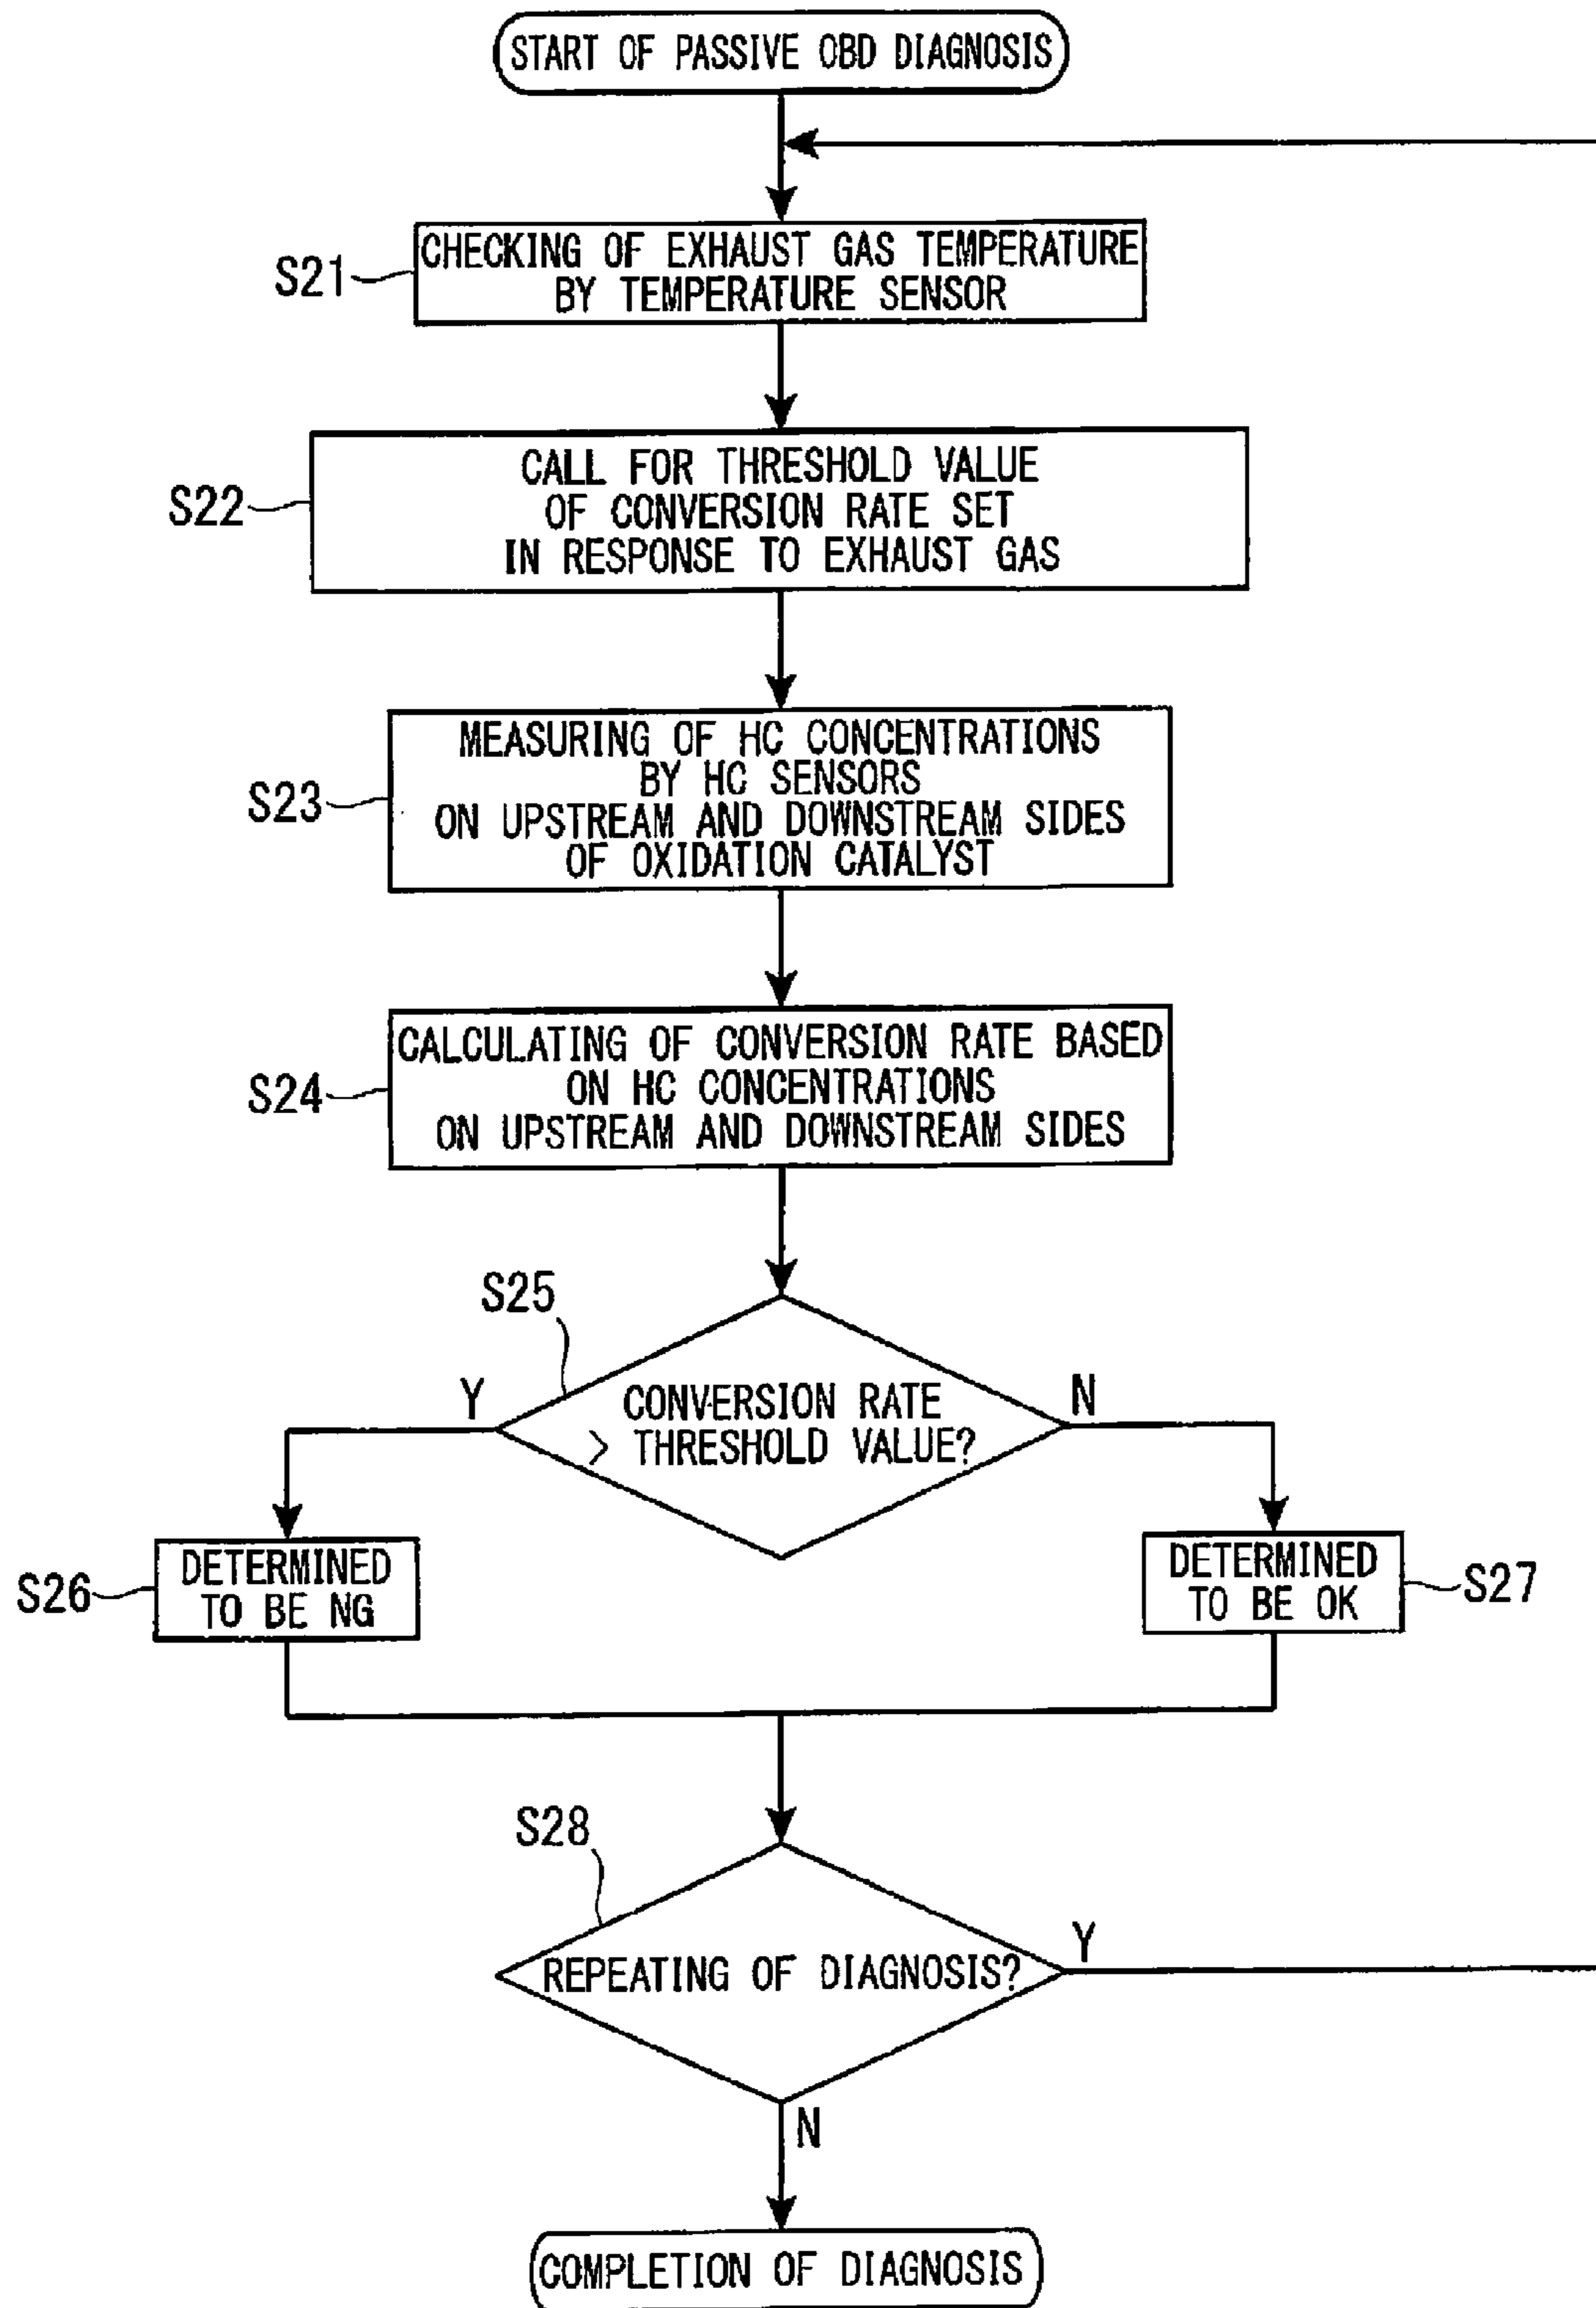 START OF PASSIVE OBD DIAGNOSIS
S21
CHECKING OF EXHAUST GAS TEMPERATURE
BY TEMPERATURE SENSOR
S22
CALL FOR THRESHOLD VALUE
OF CONVERSION RATE SET
IN RESPONSE TO EXHAUST GAS
S23
MEASURING OF HC CONCENTRATIONS
BY HC SENSORS
ON UPSTREAM AND DOWNSTREAM SIDES
OF OXIDATION CATALYST
S24
CALCULATING OF CONVERSION RATE BASED
ON HC CONCENTRATIONS
ON UPSTREAM AND DOWNSTREAM SIDES
S25
Y
CONVERSION RATE
> THRESHOLD VALUE?
N
S26
DETERMINED
TO BE NG
DETERMINED
TO BE OK
S27
S28
REPEATING OF DIAGNOSIS?
Y
N
COMPLETION OF DIAGNOSIS